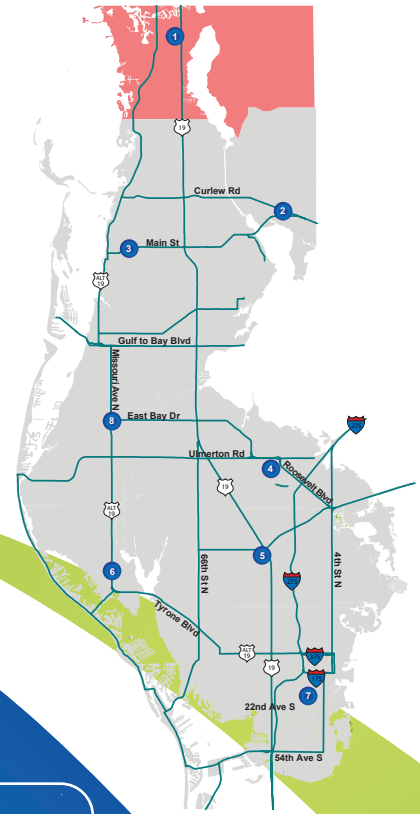 1
19
Curlew Rd
2
Main St
3
ALT
19
Gulf to Bay Blvd
Missouri Ave N
8
East Bay Dr
275
Ulmerton Rd
4
Roosevelt Blvd
19
ALT
19
5
6
66th St N
275
4th St N
Tyrone Blvd
ALT
19
375
19
175
7
22nd Ave S
54th Ave S